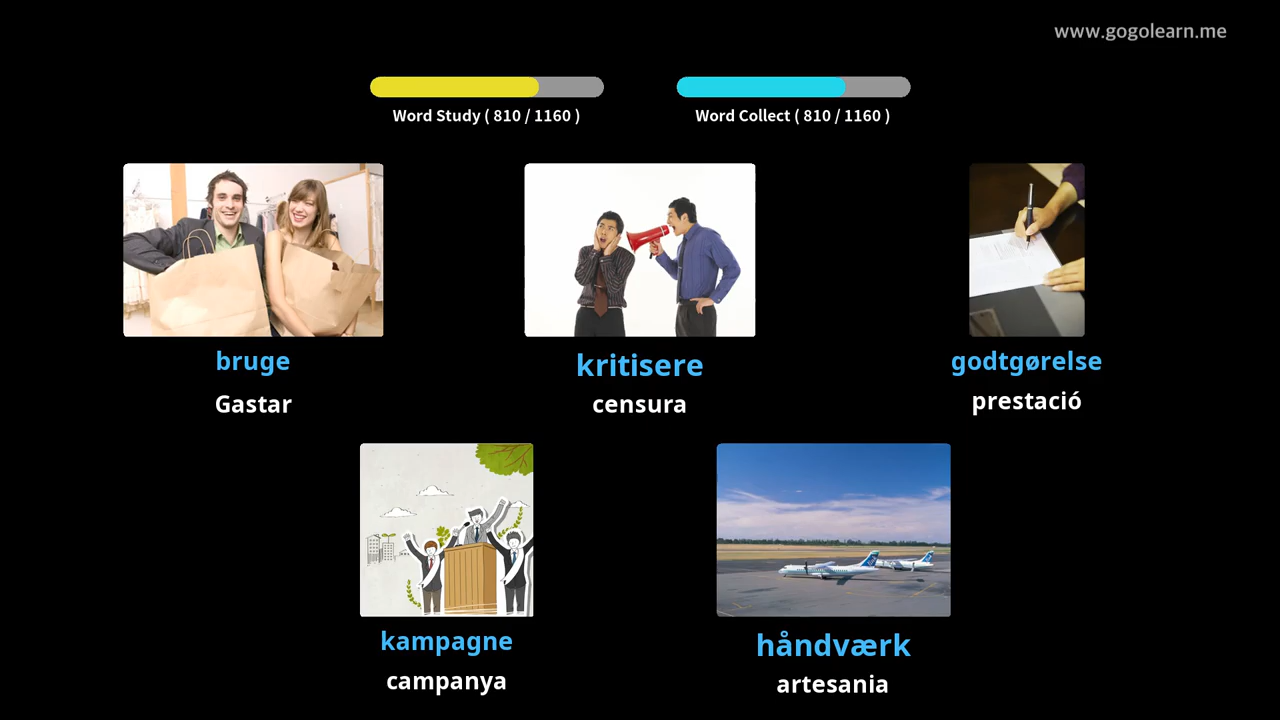 www.gogolearn.me
Word Study ( 810 / 1160 )
Word Collect ( 810 / 1160 )
bruge
Gastar
kritisere
censura
godtgørelse
prestació
kampagne
campanya
håndværk
artesania